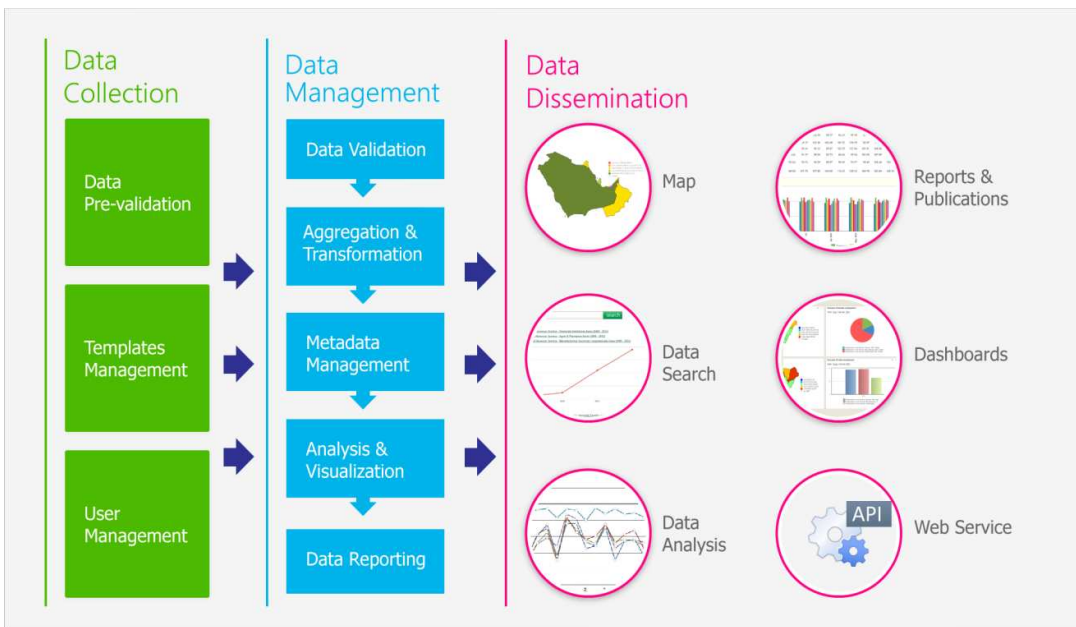 Data
Collection
Data
Pre-validation
Templates
Management
User
Management
Data
Management
Data Validation
Aggregation &
Transformation
Metadata
Management
Analysis &
Visualization
Data Reporting
Data
Dissemination
Map
Reports &
Publications
Search
Data
Search
Dashboards
Data
Analysis
API
Web Service